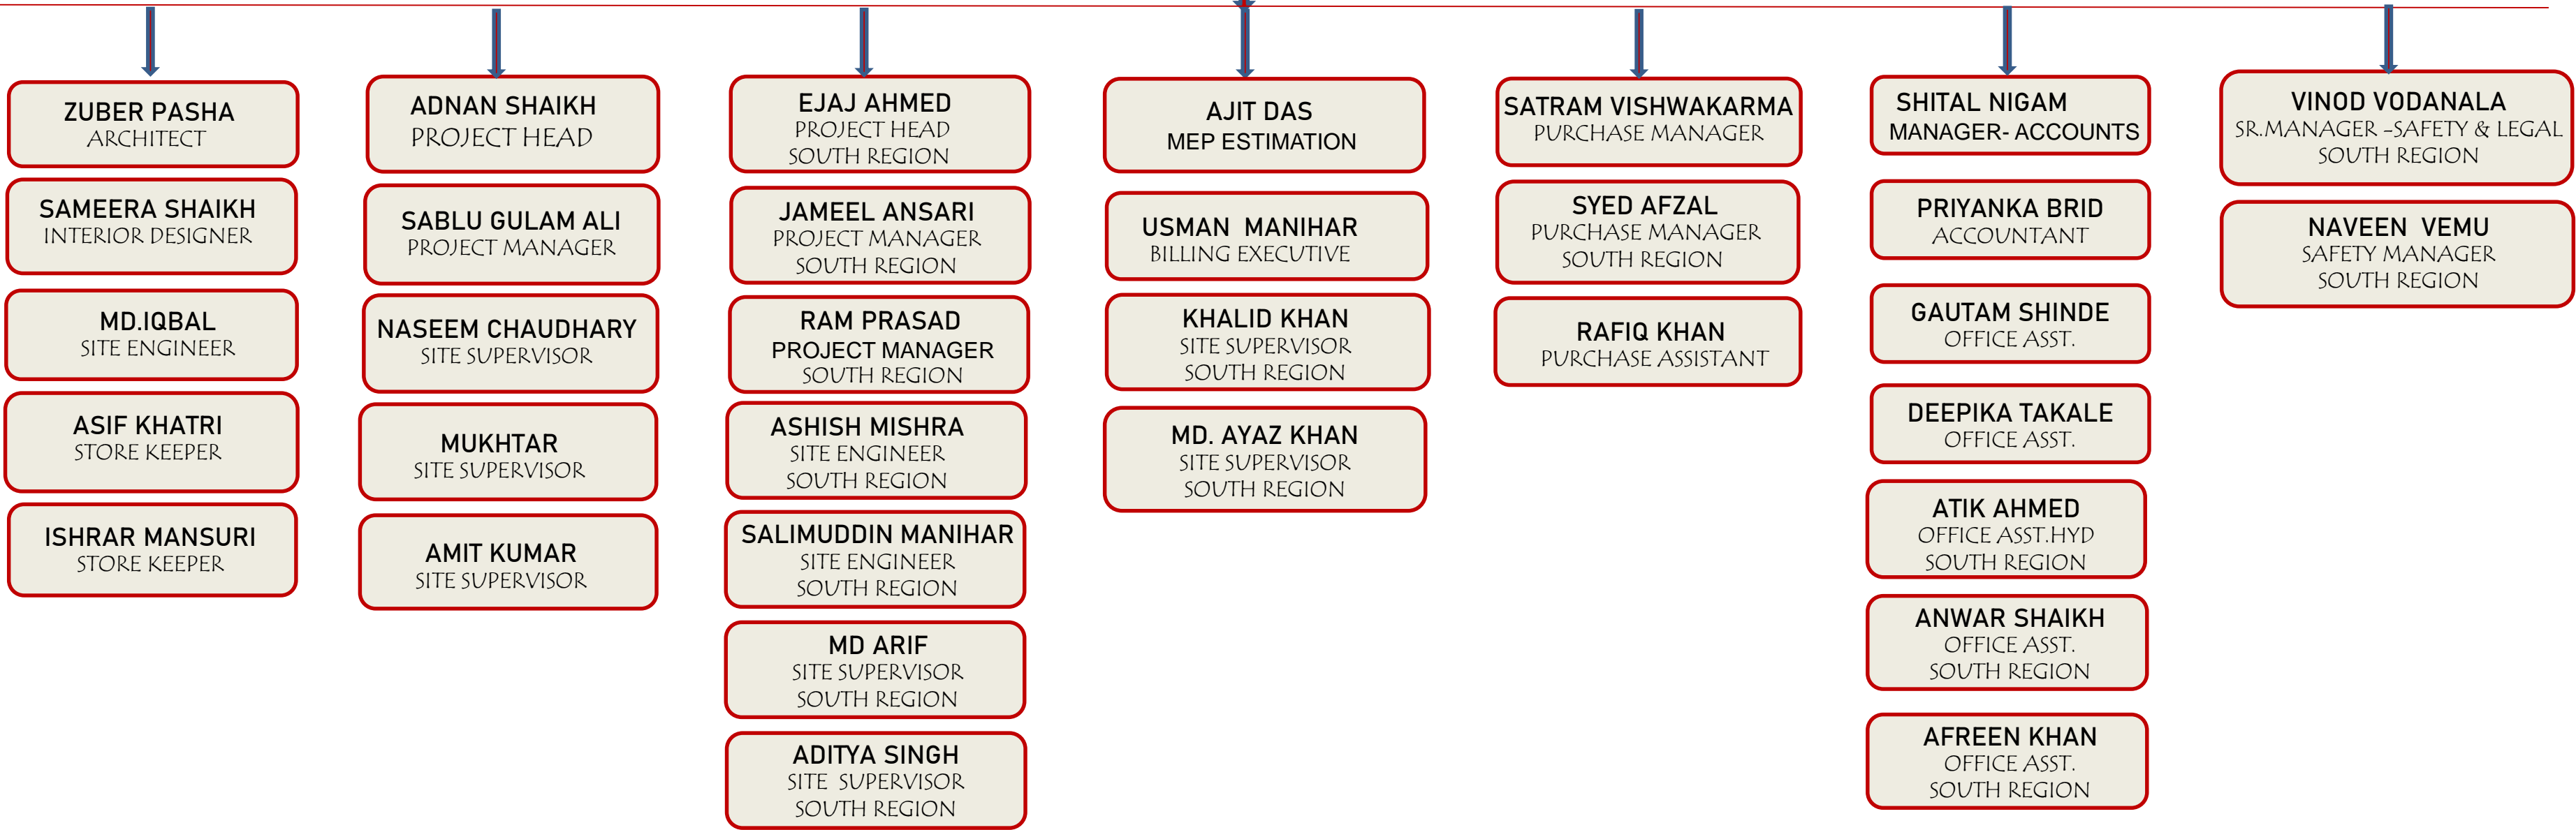 ZUBER PASHA
ARCHITECT
SAMEERA SHAIKH
INTERIOR DESIGNER
MD.IQBAL
SITE ENGINEER
ASIF KHATRI
STORE KEEPER
ISHRAR MANSURI
STORE KEEPER
ADNAN SHAIKH
PROJECT HEAD
SABLU GULAM ALI
PROJECT MANAGER
NASEEM CHAUDHARY
SITE SUPERVISOR
MUKHTAR
SITE SUPERVISOR
AMIT KUMAR
SITE SUPERVISOR
EJAJ AHMED
PROJECT HEAD
SOUTH REGION
JAMEEL ANSARI
PROJECT MANAGER
SOUTH REGION
RAM PRASAD
PROJECT MANAGER
SOUTH REGION
ASHISH MISHRA
SITE ENGINEER
SOUTH REGION
SALIMUDDIN MANIHAR
SITE ENGINEER
SOUTH REGION
MD ARIF
SITE SUPERVISOR
SOUTH REGION
ADITYA SINGH
SITE SUPERVISOR
SOUTH REGION
AJIT DAS
MEP ESTIMATION
USMAN MANIHAR
BILLING EXECUTIVE
KHALID KHAN
SITE SUPERVISOR
SOUTH REGION
MD. AYAZ KHAN
SITE SUPERVISOR
SOUTH REGION
SATRAM VISHWAKARMA
PURCHASE MANAGER
SYED AFZAL
PURCHASE MANAGER
SOUTH REGION
RAFIQ KHAN
PURCHASE ASSISTANT
SHITAL NIGAM
MANAGER- ACCOUNTS
PRIYANKA BRID
ACCOUNTANT
GAUTAM SHINDE
OFFICE ASST.
DEEPIKA TAKALE
OFFICE ASST.
ATIK AHMED
OFFICE ASST.HYD
SOUTH REGION
ANWAR SHAIKH
OFFICE ASST.
SOUTH REGION
AFREEN KHAN
OFFICE ASST.
SOUTH REGION
VINOD VODANALA
SR.MANAGER -SAFETY & LEGAL
SOUTH REGION
NAVEEN VEMU
SAFETY MANAGER
SOUTH REGION